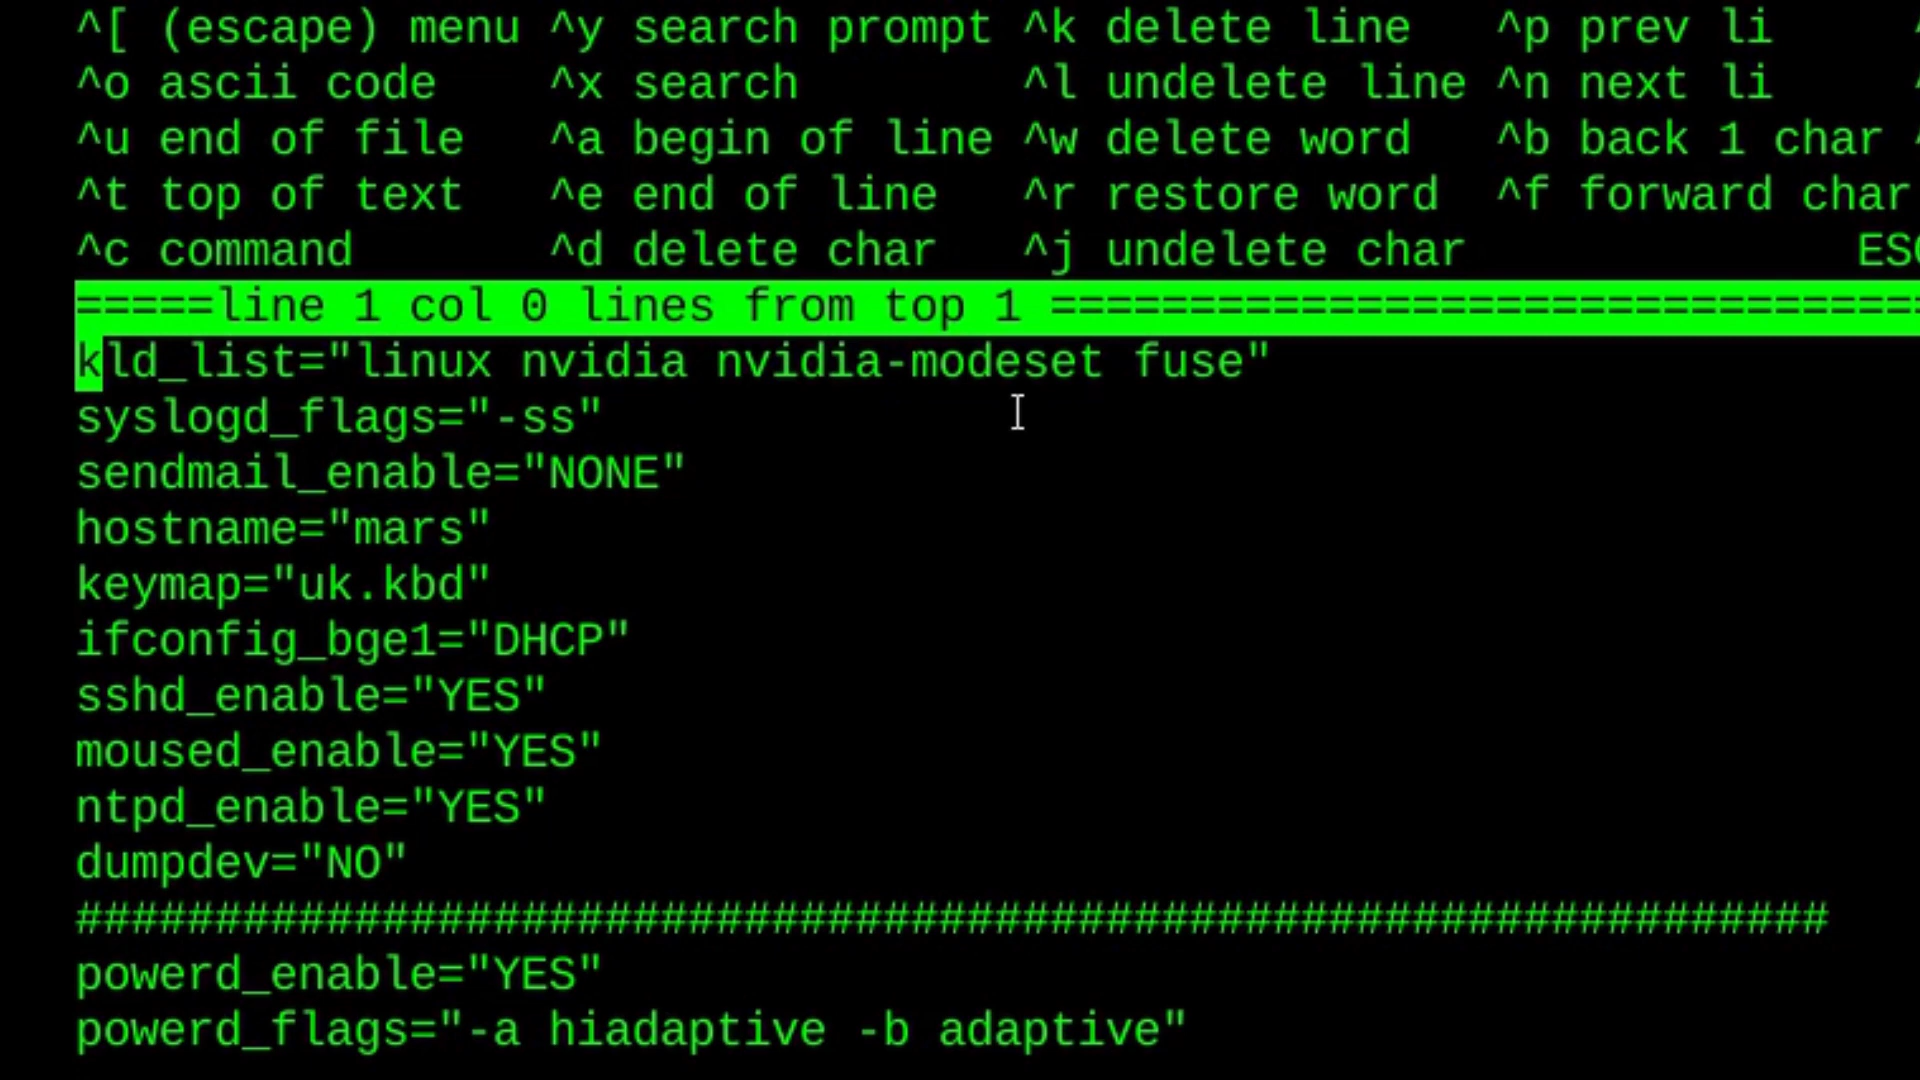 ^[ (escape) menu ^y search prompt ^k delete line ^p prev li
^o ascii code ^x search ^l undelete line ^n next li
^u end of file ^a begin of line ^w delete word ^b back 1 char
^t top of text ^e end of line ^r restore word ^f forward char
^c command ^d delete char ^j undelete char
=====line 1 col 0 lines from top 1 ================================
kld_list="linux nvidia nvidia-modeset fuse"
syslogd_flags="-ss"
sendmail_enable="NONE"
hostname="mars"
keymap="uk.kbd"
ifconfig_bge1="DHCP"
sshd_enable="YES"
moused_enable="YES"
ntpd_enable="YES"
dumpdev="NO"
###############################################################
powerd_enable="YES"
powerd_flags="-a hiadaptive -b adaptive"